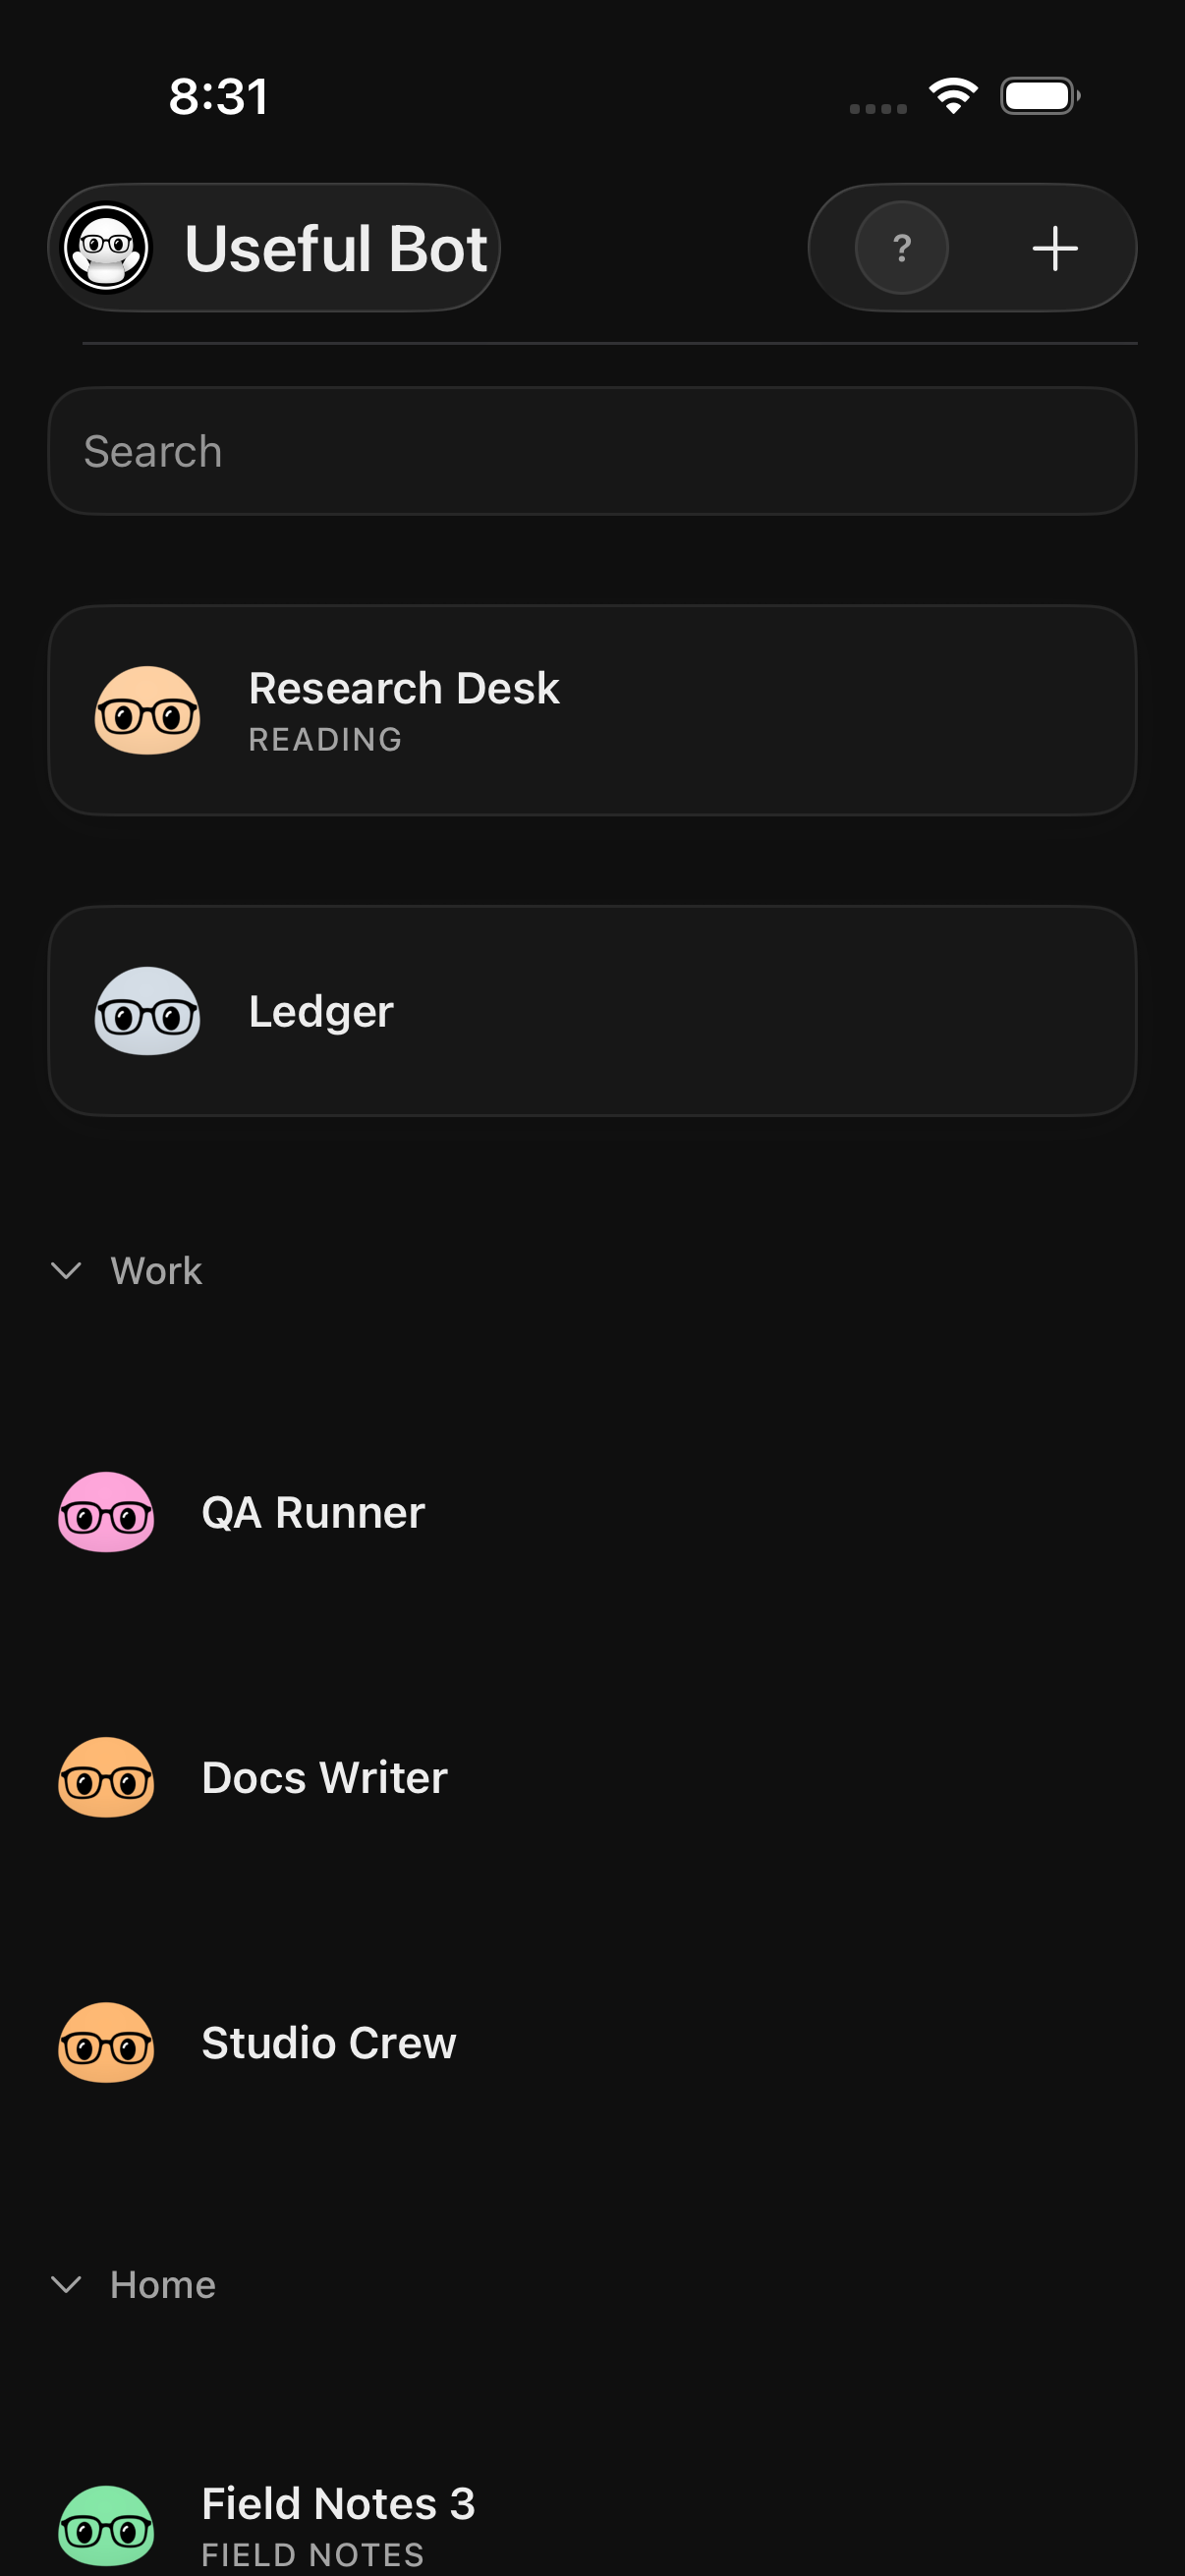 8:31
Useful Bot
?
Search
Research Desk
READING
Ledger
Work
QA Runner
Docs Writer
Studio Crew
Home
Field Notes 3
FIELD NOTES